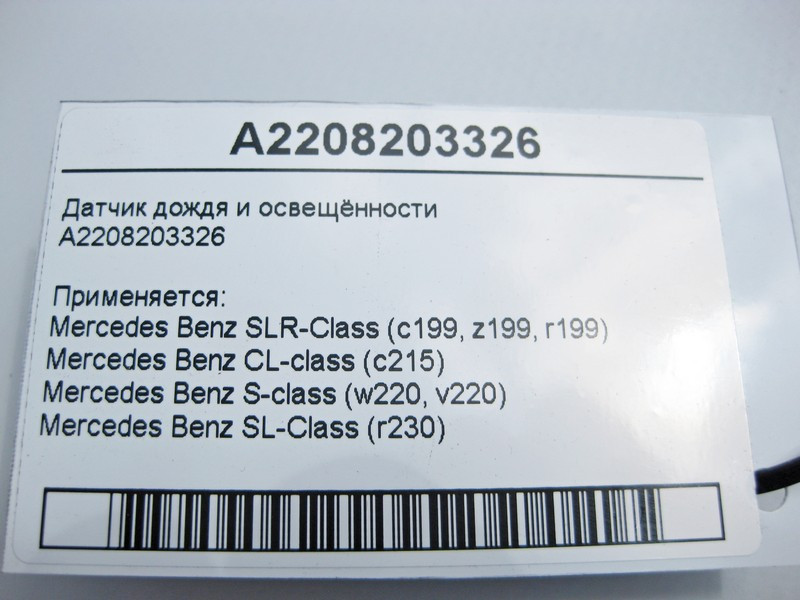 A2208203326
Датчик дождя и освещённости
A2208203326
Применяется:
Mercedes Benz SLR-Class (c199, z199, r199)
Mercedes Benz CL-class (c215)
Mercedes Benz S-class (w220, v220)
Mercedes Benz SL-Class (r230)